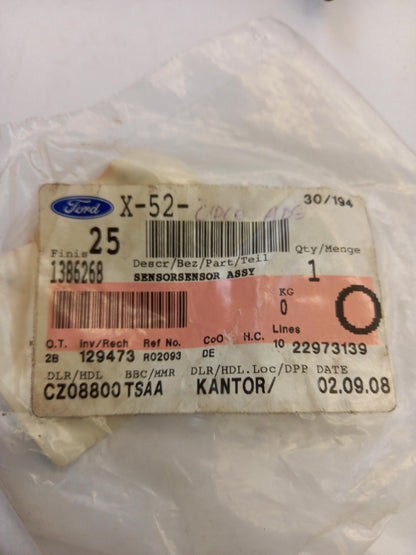 Ford X-52- 30/194
Finis 25 Descr/Bez/Part/Teil Qty/Menge
1386268 SENSORSENSOR ASSY 1
KG
0
O.T. Inv/Rech Ref No. CoO H.C. Lines
2B 129473 R02093 DE 10 22973139
DLR/HDL BBC/MMR DLR/HDL.Loc/DPP DATE
CZ08800TSAA KANTOR/ 02.09.08